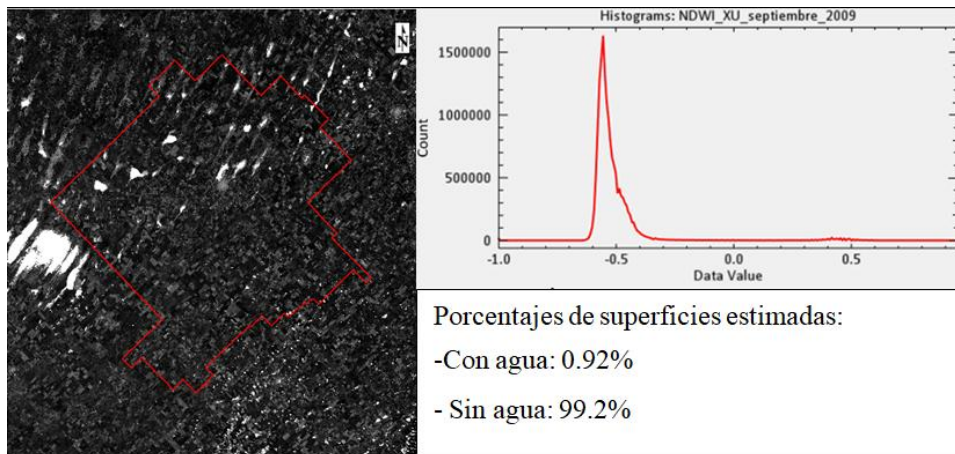 N
Histograms: NDWI_XU_septiembre_2009
1500000
1000000
500000
0
Count
-1.0
-0.5
0.0
0.5
Data Value
Porcentajes de superficies estimadas:
-Con agua: 0.92%
- Sin agua: 99.2%